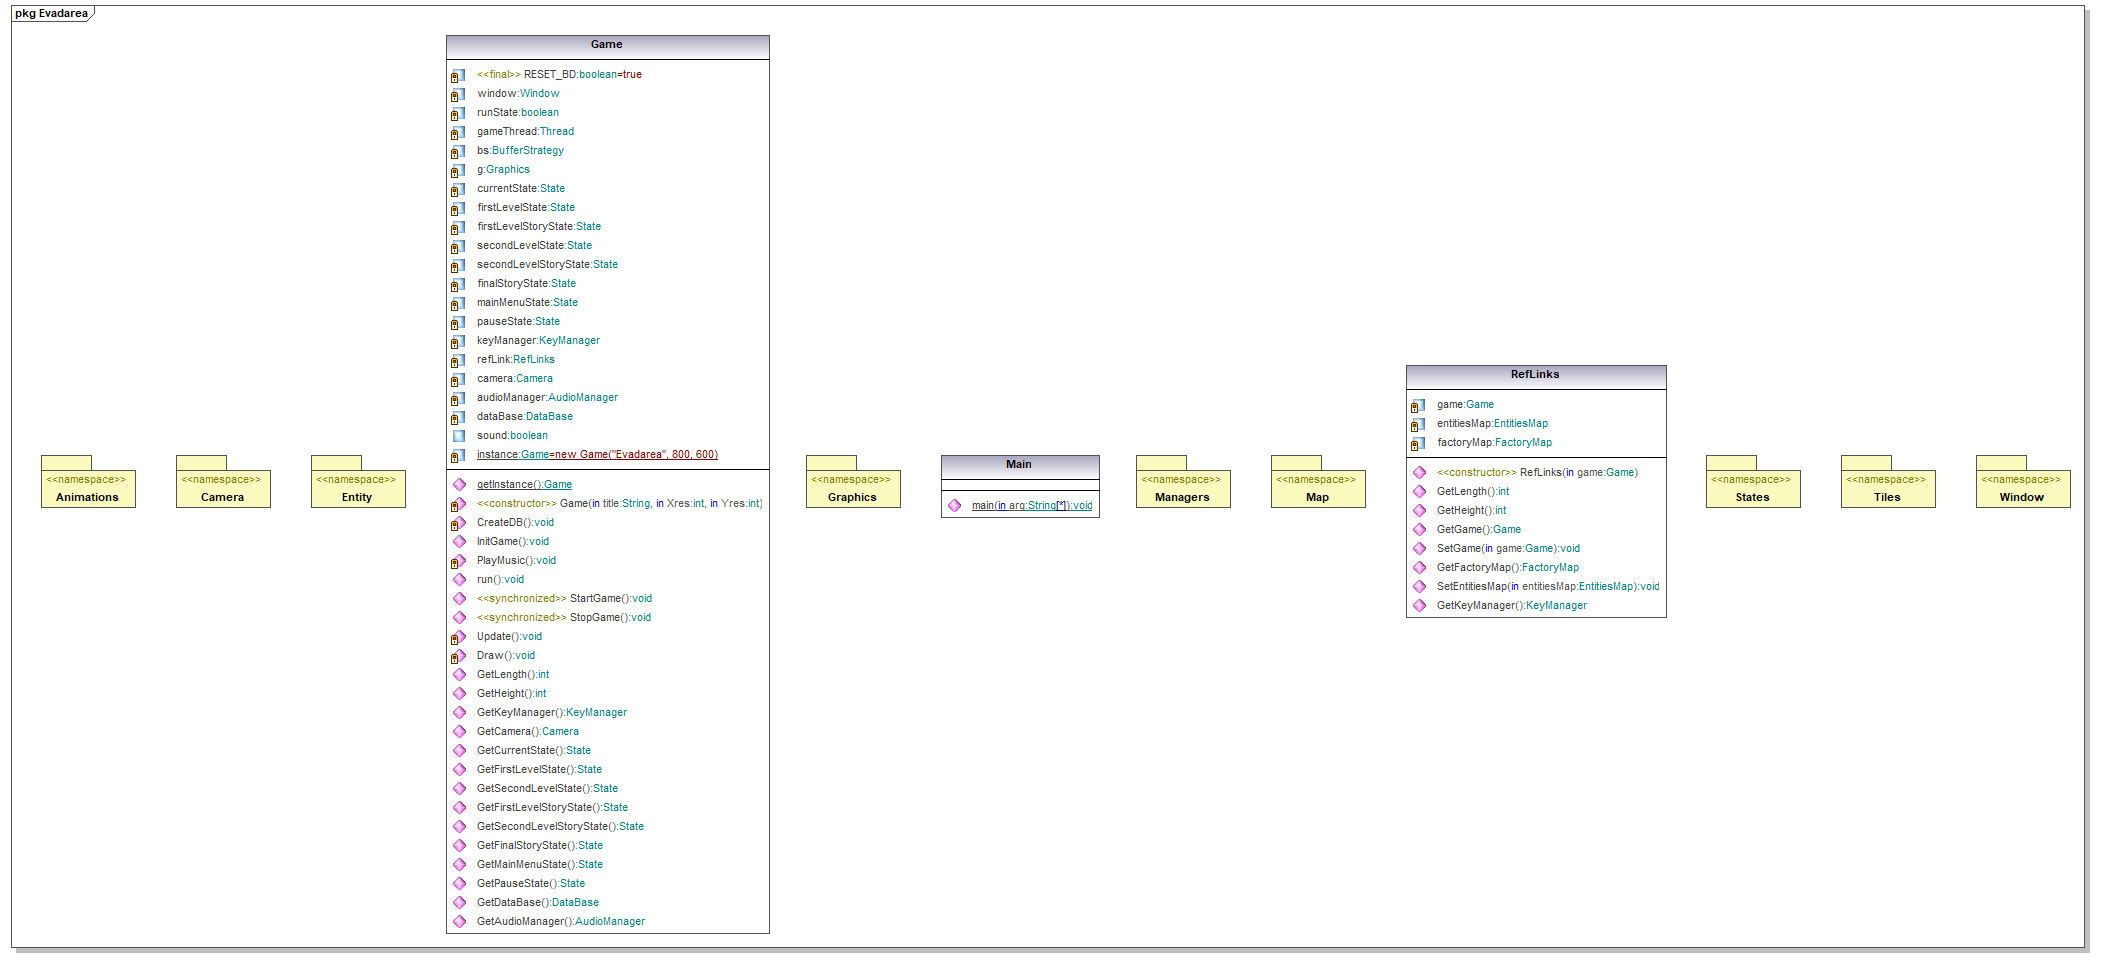 pkg Evadarea
<<namespace>>
Animations
<<namespace>>
Camera
<<namespace>>
Entity
Game
<<final>> RESET_BD:boolean=true
window:Window
runState:boolean
gameThread:Thread
bs:BufferStrategy
g:Graphics
currentState:State
firstLevelState:State
firstLevelStoryState:State
secondLevelState:State
secondLevelStoryState:State
finalStoryState:State
mainMenuState:State
pauseState:State
keyManager:KeyManager
refLink:RefLinks
camera:Camera
audioManager:AudioManager
dataBase:DataBase
sound:boolean
instance:Game=new Game("Evadarea", 800, 600)
getInstance():Game
<<constructor>> Game(in title:String, in Xres:int, in Yres:int)
CreateDB():void
InitGame():void
PlayMusic():void
run():void
<<synchronized>> StartGame():void
<<synchronized>> StopGame():void
Update():void
Draw():void
GetLength():int
GetHeight():int
GetKeyManager():KeyManager
GetCamera():Camera
GetCurrentState():State
GetFirstLevelState():State
GetSecondLevelState():State
GetFirstLevelStoryState():State
GetSecondLevelStoryState():State
GetFinalStoryState():State
GetMainMenuState():State
GetPauseState():State
GetDataBase():DataBase
GetAudioManager():AudioManager
<<namespace>>
Graphics
Main
main(in arg:String[*]):void
<<namespace>>
Managers
<<namespace>>
Map
RefLinks
game:Game
entitiesMap:EntitiesMap
factoryMap:FactoryMap
<<constructor>> RefLinks(in game:Game)
GetLength():int
GetHeight():int
GetGame():Game
SetGame(in game:Game):void
GetFactoryMap():FactoryMap
SetEntitiesMap(in entitiesMap:EntitiesMap):void
GetKeyManager():KeyManager
<<namespace>>
States
<<namespace>>
Tiles
<<namespace>>
Window